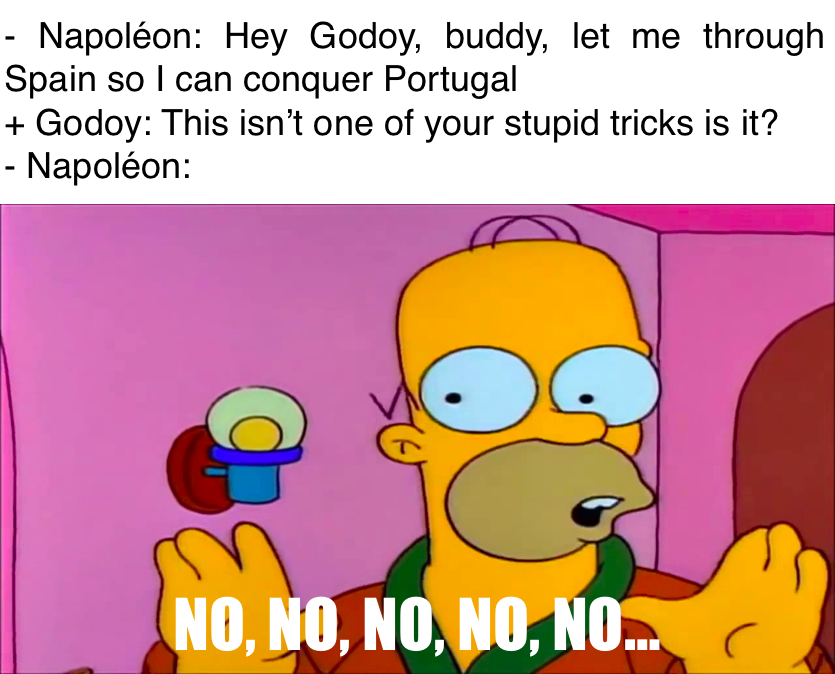 - Napoléon: Hey Godoy, buddy, let me through
Spain so I can conquer Portugal
+ Godoy: This isn’t one of your stupid tricks is it?
- Napoléon:
NO, NO, NO, NO, NO...